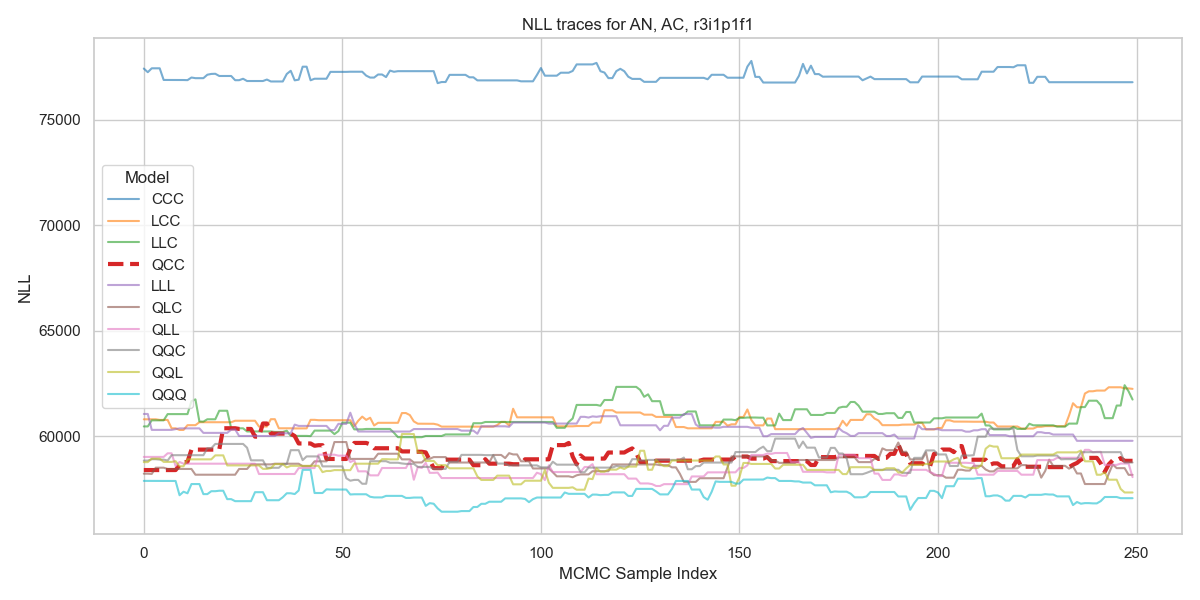 NLL traces for AN, AC, r3i1p1f1
75000
70000
65000
60000
NLL
Model
CCC
LCC
LLC
QCC
LLL
QLC
QLL
QQC
QQL
QQQ
0
50
100
150
200
250
MCMC Sample Index